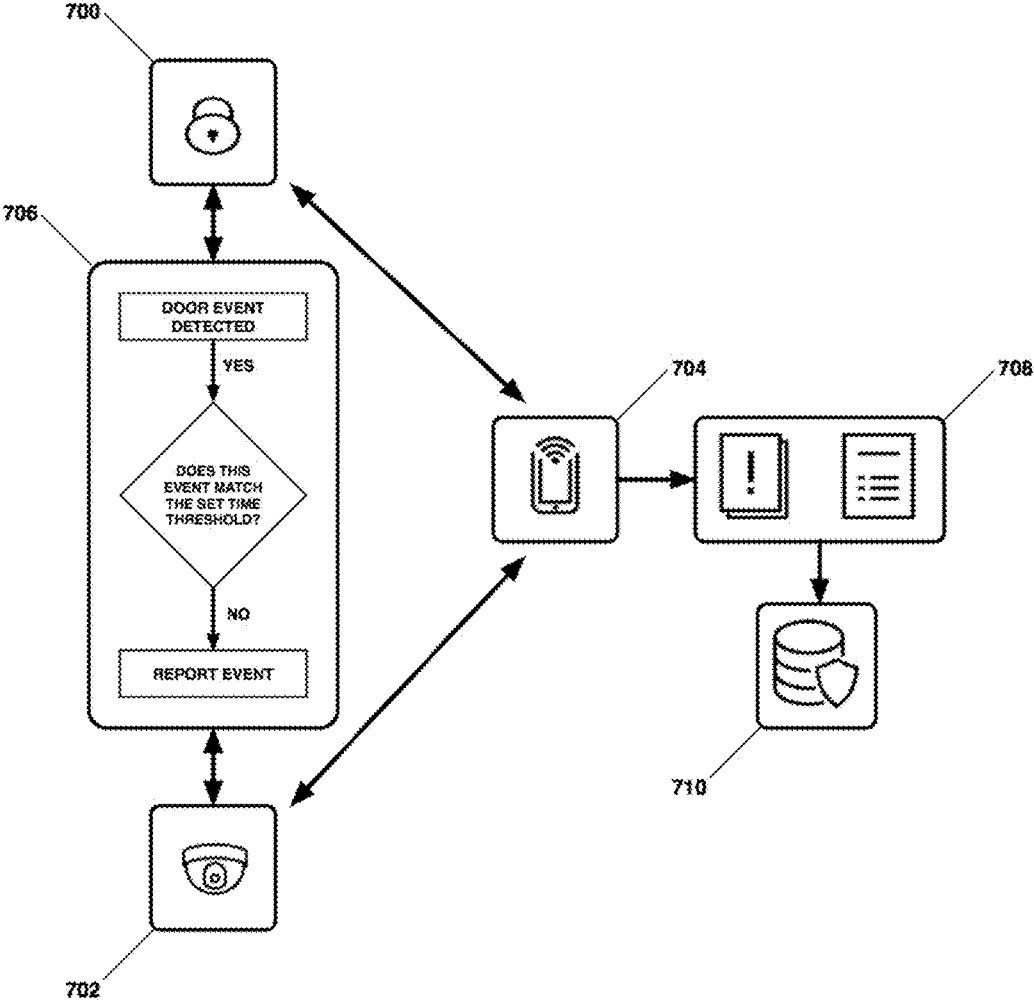 700
706
DOOR EVENT
DETECTED
YES
DOES THIS
EVENT MATCH
THE SET TIME
THRESHOLD?
NO
REPORT EVENT
704
708
710
702